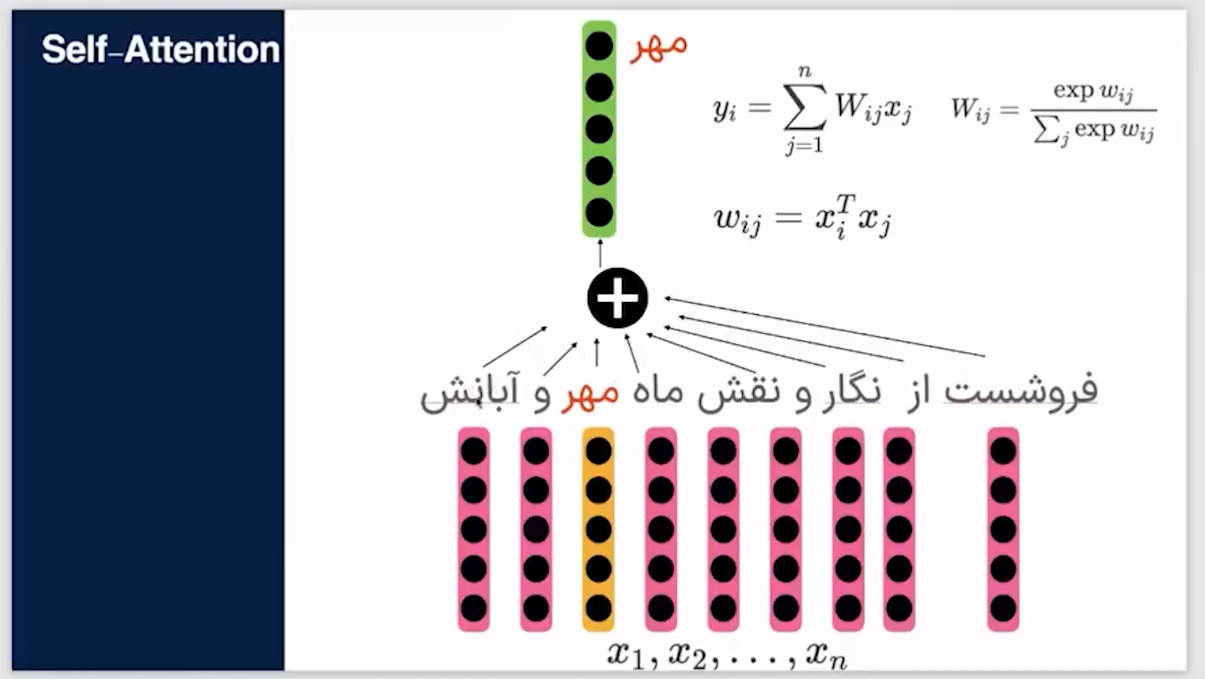 Self-Attention
مهر
y_i = \sum_{j=1}^{n} W_{ij} x_j
W_{ij} = \frac{\exp w_{ij}}{\sum_j \exp w_{ij}}
w_{ij} = x_i^T x_j
فروشست از نگار و نقش ماه مهر و آبانش
x_1, x_2, \ldots, x_n